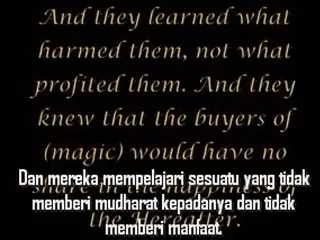 And they learned what
harmed them, not what
profited them. And they
knew that the buyers of
(magic) would have no
share in the happiness of
the Hereafter.
Dan mereka mempelajari sesuatu yang tidak
memberi mudharat kepadanya dan tidak
memberi manfaat.